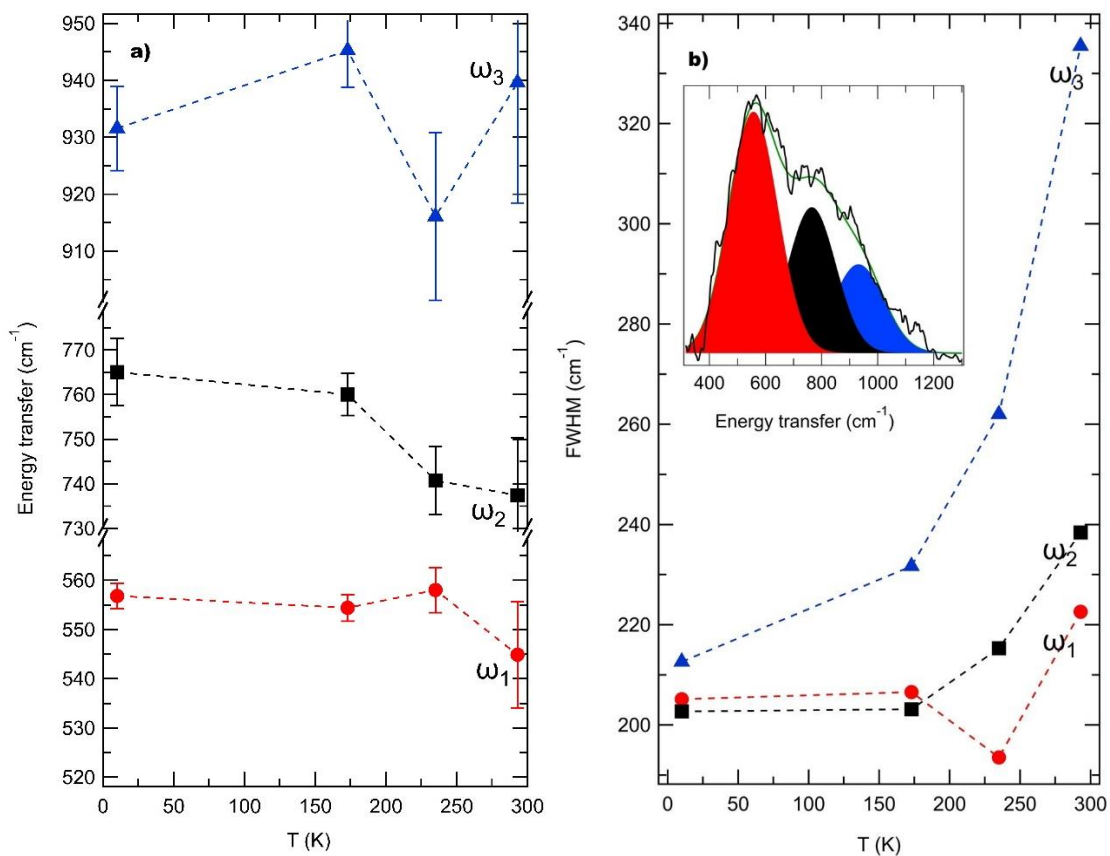 a)
Energy transfer (cm⁻¹)
950
940
930
920
910
770
760
750
740
730
560
550
540
530
520
ω₃
ω₂
ω₁
0 50 100 150 200 250 300
T (K)
b)
FWHM (cm⁻¹)
340
320
300
280
260
240
220
200
ω₃
ω₂
ω₁
400 600 800 1000 1200
Energy transfer (cm⁻¹)
0 50 100 150 200 250 300
T (K)